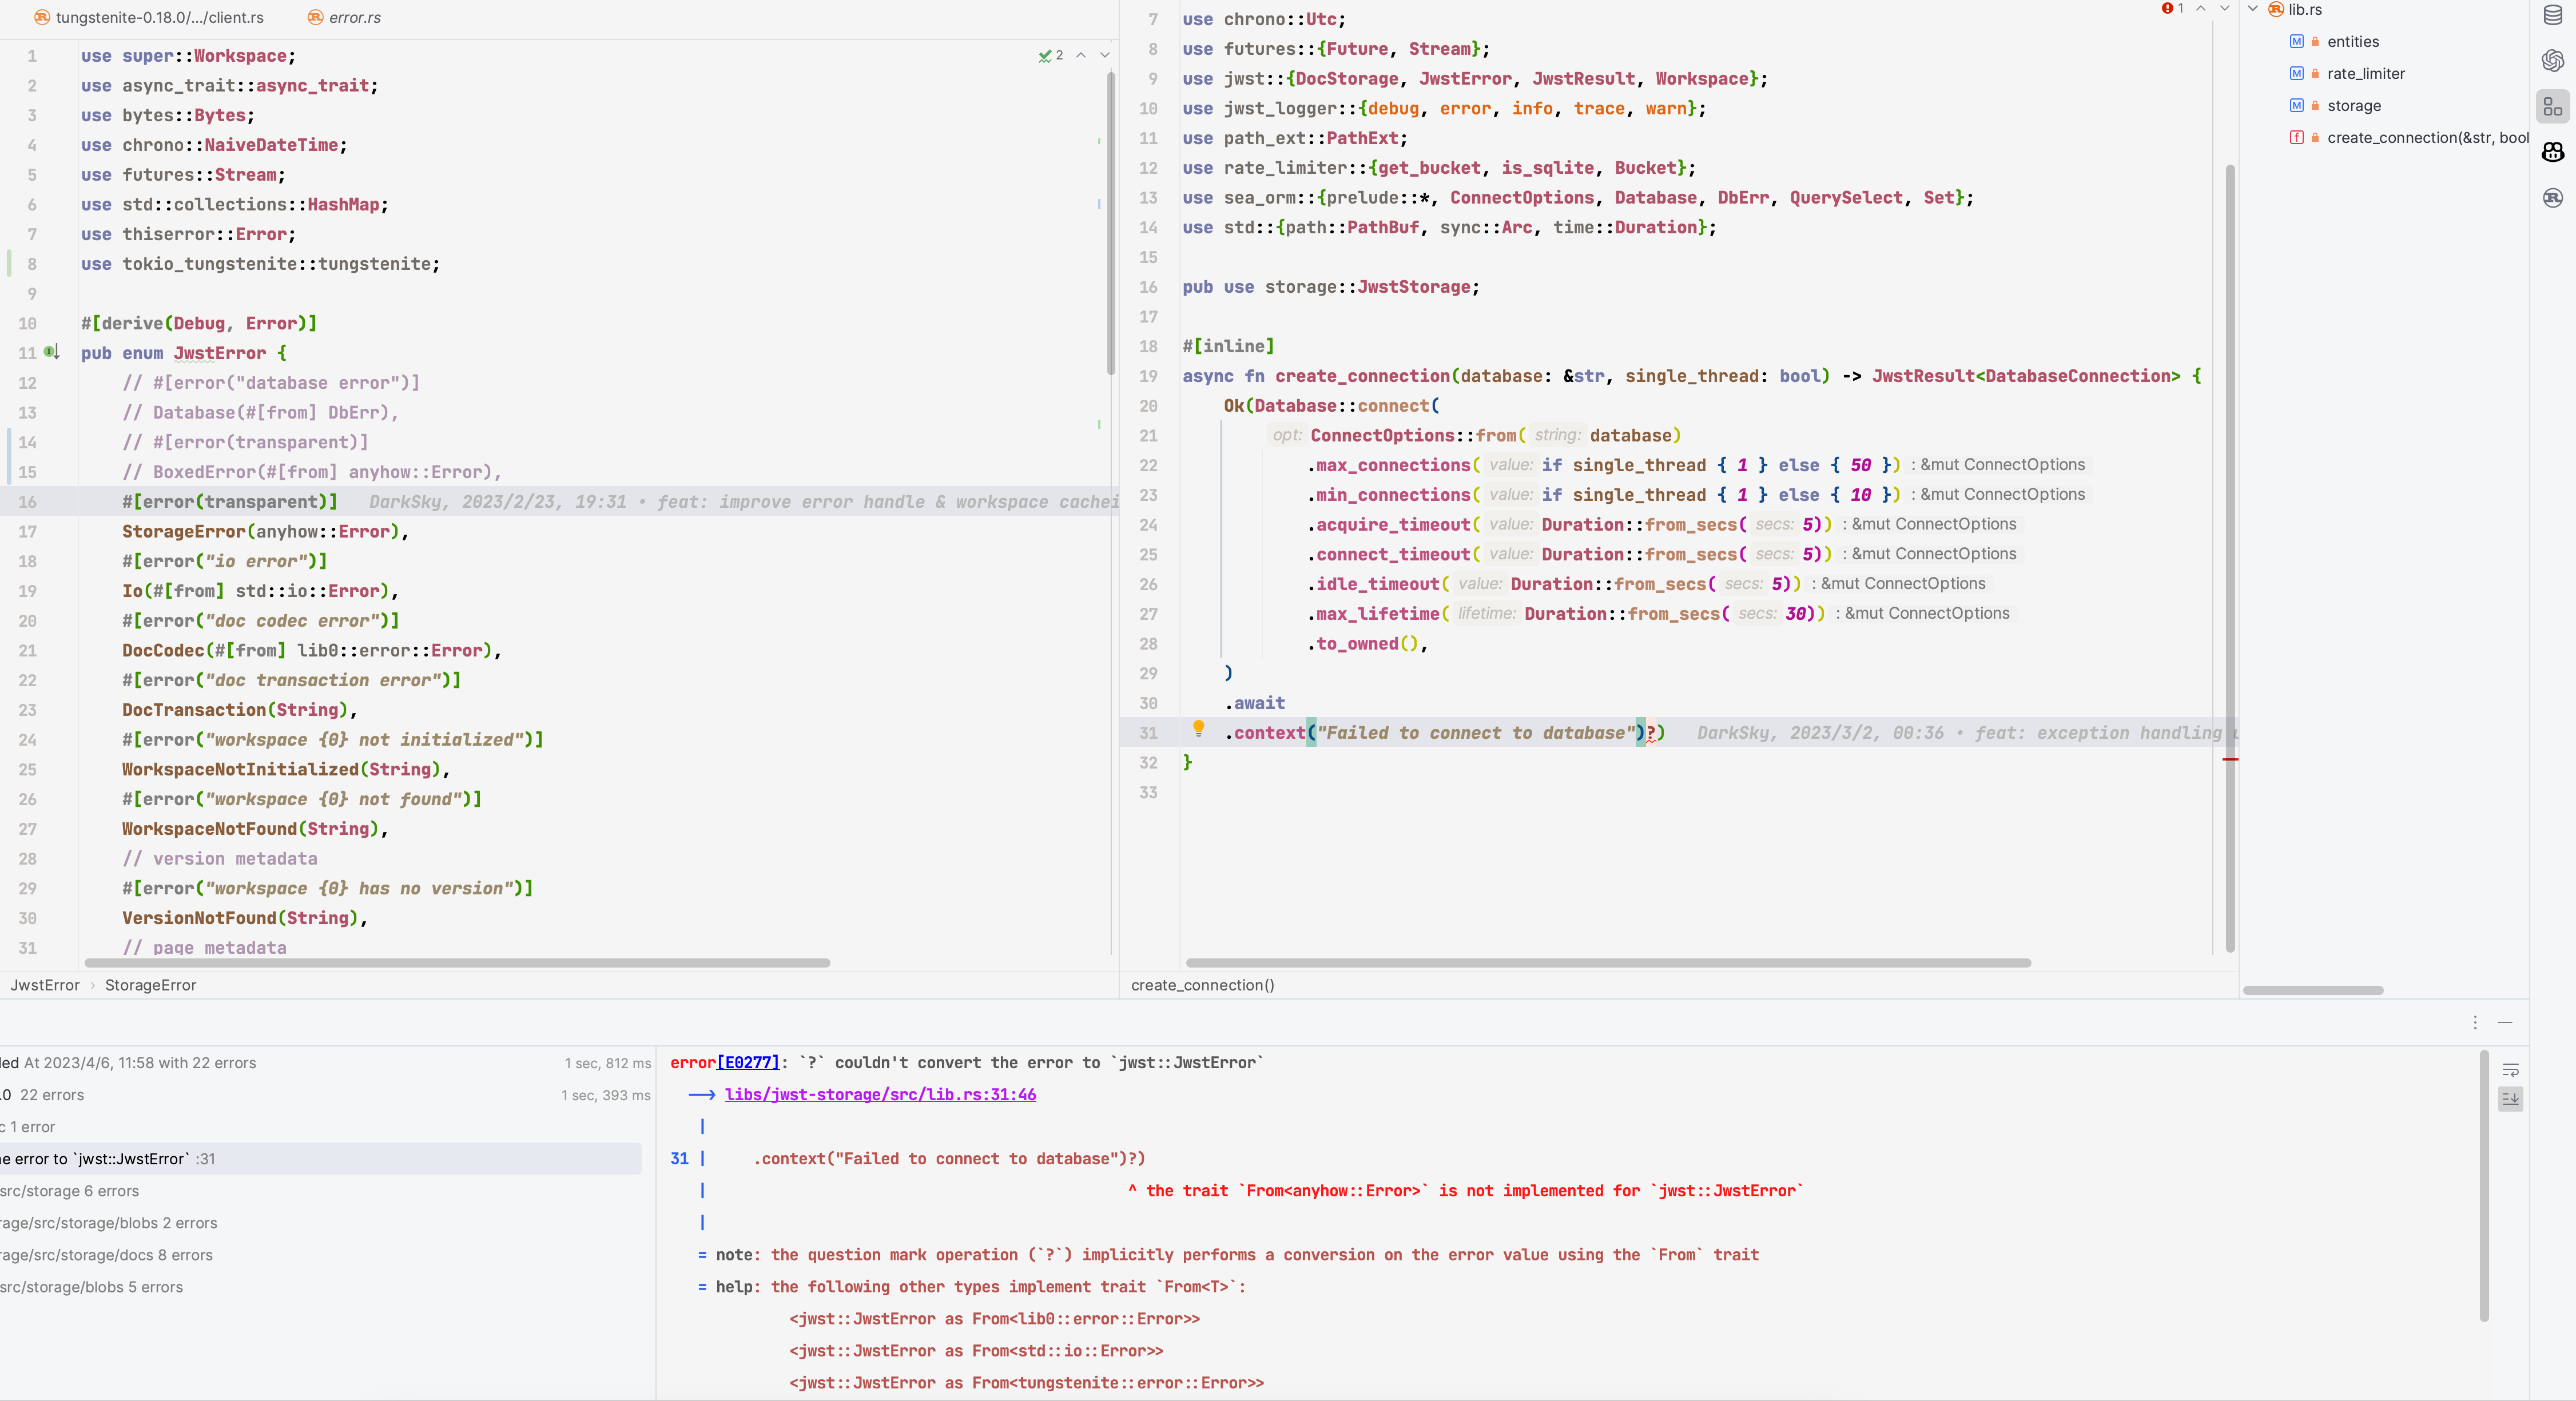 tungstenite-0.18.0/.../client.rs
error.rs
2
1 use super::Workspace;
2 use async_trait::async_trait;
3 use bytes::Bytes;
4 use chrono::NaiveDateTime;
5 use futures::Stream;
6 use std::collections::HashMap;
7 use thiserror::Error;
8 use tokio_tungstenite::tungstenite;
9
10 #[derive(Debug, Error)]
11 pub enum JwstError {
12 // #[error("database error")]
13 // Database(#[from] DbErr),
14 // #[error(transparent)]
15 // BoxedError(#[from] anyhow::Error),
16 #[error(transparent)] DarkSky, 2023/2/23, 19:31 • feat: improve error handle & workspace cachei
17 StorageError(anyhow::Error),
18 #[error("io error")]
19 Io(#[from] std::io::Error),
20 #[error("doc codec error")]
21 DocCodec(#[from] lib0::error::Error),
22 #[error("doc transaction error")]
23 DocTransaction(String),
24 #[error("workspace {0} not initialized")]
25 WorkspaceNotInitialized(String),
26 #[error("workspace {0} not found")]
27 WorkspaceNotFound(String),
28 // version metadata
29 #[error("workspace {0} has no version")]
30 VersionNotFound(String),
31 // page metadata
JwstError › StorageError
1
7 use chrono::Utc;
8 use futures::{Future, Stream};
9 use jwst::{DocStorage, JwstError, JwstResult, Workspace};
10 use jwst_logger::{debug, error, info, trace, warn};
11 use path_ext::PathExt;
12 use rate_limiter::{get_bucket, is_sqlite, Bucket};
13 use sea_orm::{prelude::*, ConnectOptions, Database, DbErr, QuerySelect, Set};
14 use std::{path::PathBuf, sync::Arc, time::Duration};
15
16 pub use storage::JwstStorage;
17
18 #[inline]
19 async fn create_connection(database: &str, single_thread: bool) -> JwstResult<DatabaseConnection> {
20 Ok(Database::connect(
21 opt: ConnectOptions::from( string: database)
22 .max_connections( value: if single_thread { 1 } else { 50 }) : &mut ConnectOptions
23 .min_connections( value: if single_thread { 1 } else { 10 }) : &mut ConnectOptions
24 .acquire_timeout( value: Duration::from_secs( secs: 5)) : &mut ConnectOptions
25 .connect_timeout( value: Duration::from_secs( secs: 5)) : &mut ConnectOptions
26 .idle_timeout( value: Duration::from_secs( secs: 5)) : &mut ConnectOptions
27 .max_lifetime( lifetime: Duration::from_secs( secs: 30)) : &mut ConnectOptions
28 .to_owned(),
29 )
30 .await
31 .context("Failed to connect to database")?) DarkSky, 2023/3/2, 00:36 • feat: exception handling
32 }
33
create_connection()
lib.rs
M entities
M rate_limiter
M storage
f create_connection(&str, bool
led At 2023/4/6, 11:58 with 22 errors 1 sec, 812 ms
.0 22 errors 1 sec, 393 ms
c 1 error
e error to `jwst::JwstError` :31
src/storage 6 errors
rage/src/storage/blobs 2 errors
rage/src/storage/docs 8 errors
src/storage/blobs 5 errors
error[E0277]: `?` couldn't convert the error to `jwst::JwstError`
--> libs/jwst-storage/src/lib.rs:31:46
|
31 | .context("Failed to connect to database")?)
| ^ the trait `From<anyhow::Error>` is not implemented for `jwst::JwstError`
|
= note: the question mark operation (`?`) implicitly performs a conversion on the error value using the `From` trait
= help: the following other types implement trait `From<T>`:
<jwst::JwstError as From<lib0::error::Error>>
<jwst::JwstError as From<std::io::Error>>
<jwst::JwstError as From<tungstenite::error::Error>>